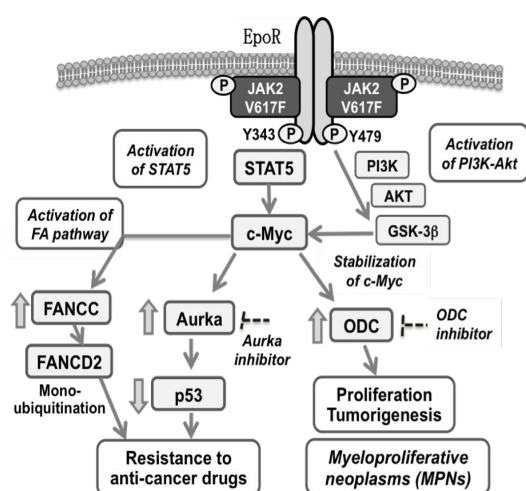 EpoR
P
JAK2
V617F
JAK2
V617F
P
Y343
P
P
Y479
Activation
of STAT5
STAT5
PI3K
AKT
GSK-3β
Activation
of PI3K-Akt
Activation of
FA pathway
c-Myc
Stabilization
of c-Myc
FANCC
Aurka
Aurka
inhibitor
ODC
ODC
inhibitor
FANCD2
Mono-
ubiquitination
p53
Proliferation
Tumorigenesis
Resistance to
anti-cancer drugs
Myeloproliferative
neoplasms (MPNs)